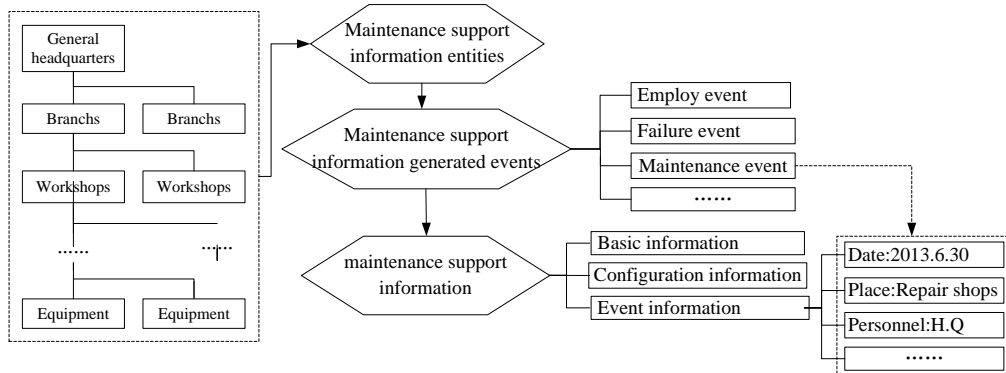 General
headquarters
Branchs
Branchs
Workshops
Workshops
......
......
Equipment
Equipment
Maintenance support
information entities
Maintenance support
information generated events
maintenance support
information
Employ event
Failure event
Maintenance event
......
Basic information
Configuration information
Event information
Date:2013.6.30
Place:Repair shops
Personnel:H.Q
......